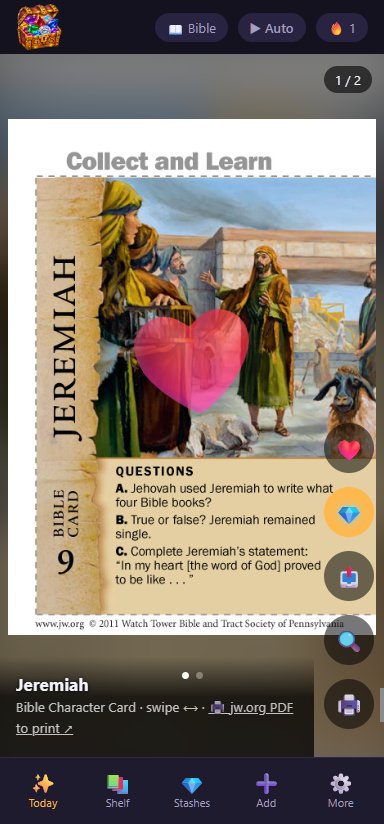 Bible
Auto
1
1 / 2
Collect and Learn
JEREMIAH
BIBLE CARD
9
QUESTIONS
A. Jehovah used Jeremiah to write what
four Bible books?
B. True or false? Jeremiah remained
single.
C. Complete Jeremiah's statement:
“In my heart [the word of God] proved
to be like . . . ”
www.jw.org © 2011 Watch Tower Bible and Tract Society of Pennsylvania
Jeremiah
Bible Character Card · swipe ↔ · jw.org PDF
to print ↗
Today
Shelf
Stashes
Add
More